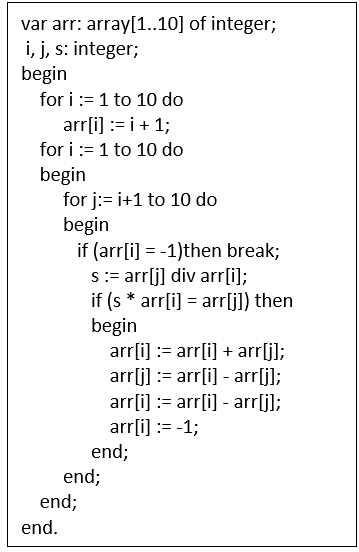 var arr: array[1..10] of integer;
i, j, s: integer;
begin
for i := 1 to 10 do
arr[i] := i + 1;
for i := 1 to 10 do
begin
for j:= i+1 to 10 do
begin
if (arr[i] = -1)then break;
s := arr[j] div arr[i];
if (s * arr[i] = arr[j]) then
begin
arr[i] := arr[i] + arr[j];
arr[j] := arr[i] - arr[j];
arr[i] := arr[i] - arr[j];
arr[i] := -1;
end;
end;
end;
end.